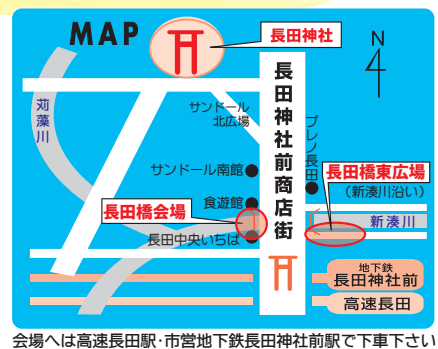 MAP
長田神社
N
長田神社前商店街
苅藻川
サンドール
北広場
プレノ長田
サンドール南館
長田橋東広場
（新湊川沿い）
食遊館
長田橋会場
新湊川
長田中央いちば
地下鉄
長田神社前
高速長田
会場へは高速長田駅･市営地下鉄長田神社前駅で下車下さい